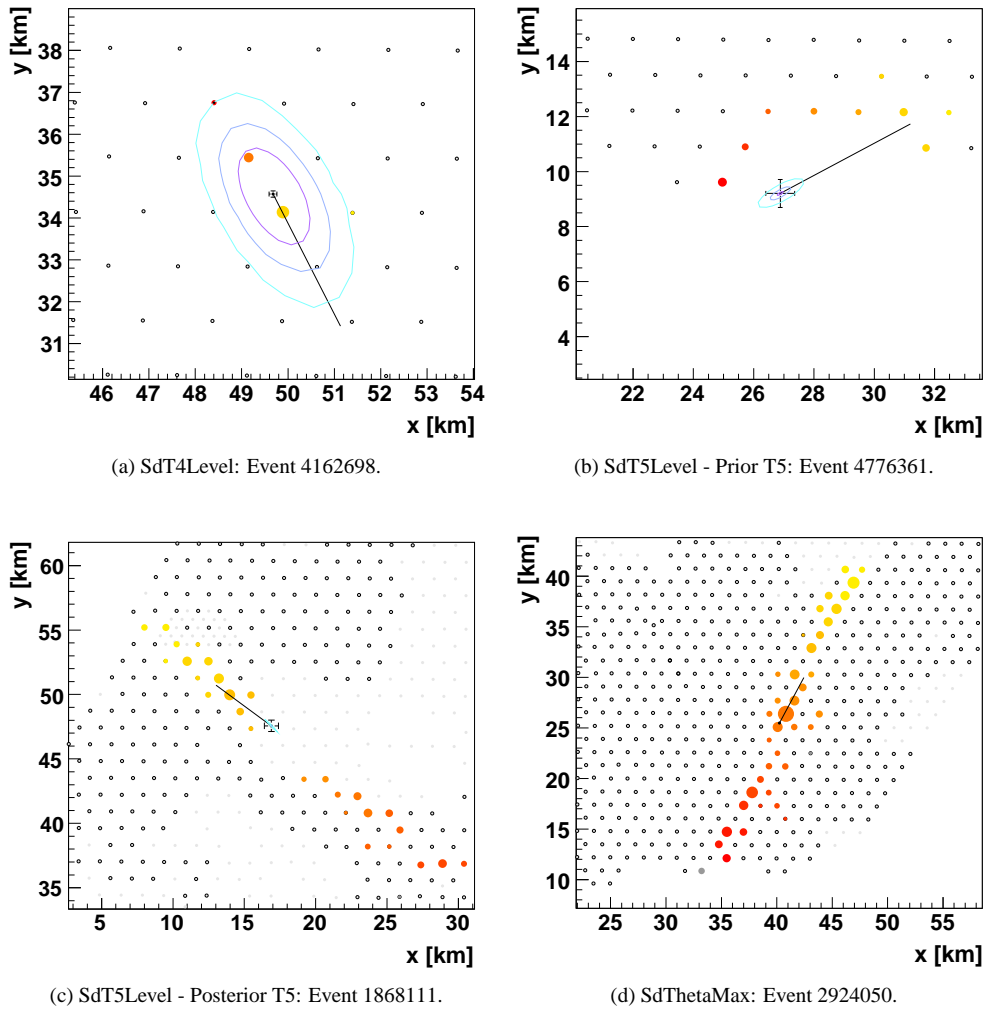 y [km]
38
37
36
35
34
33
32
31
46 47 48 49 50 51 52 53 54
x [km]
(a) SdT4Level: Event 4162698.
y [km]
14
12
10
8
6
4
22 24 26 28 30 32
x [km]
(b) SdT5Level - Prior T5: Event 4776361.
y [km]
60
55
50
45
40
35
5 10 15 20 25 30
x [km]
(c) SdT5Level - Posterior T5: Event 1868111.
y [km]
40
35
30
25
20
15
10
25 30 35 40 45 50 55
x [km]
(d) SdThetaMax: Event 2924050.